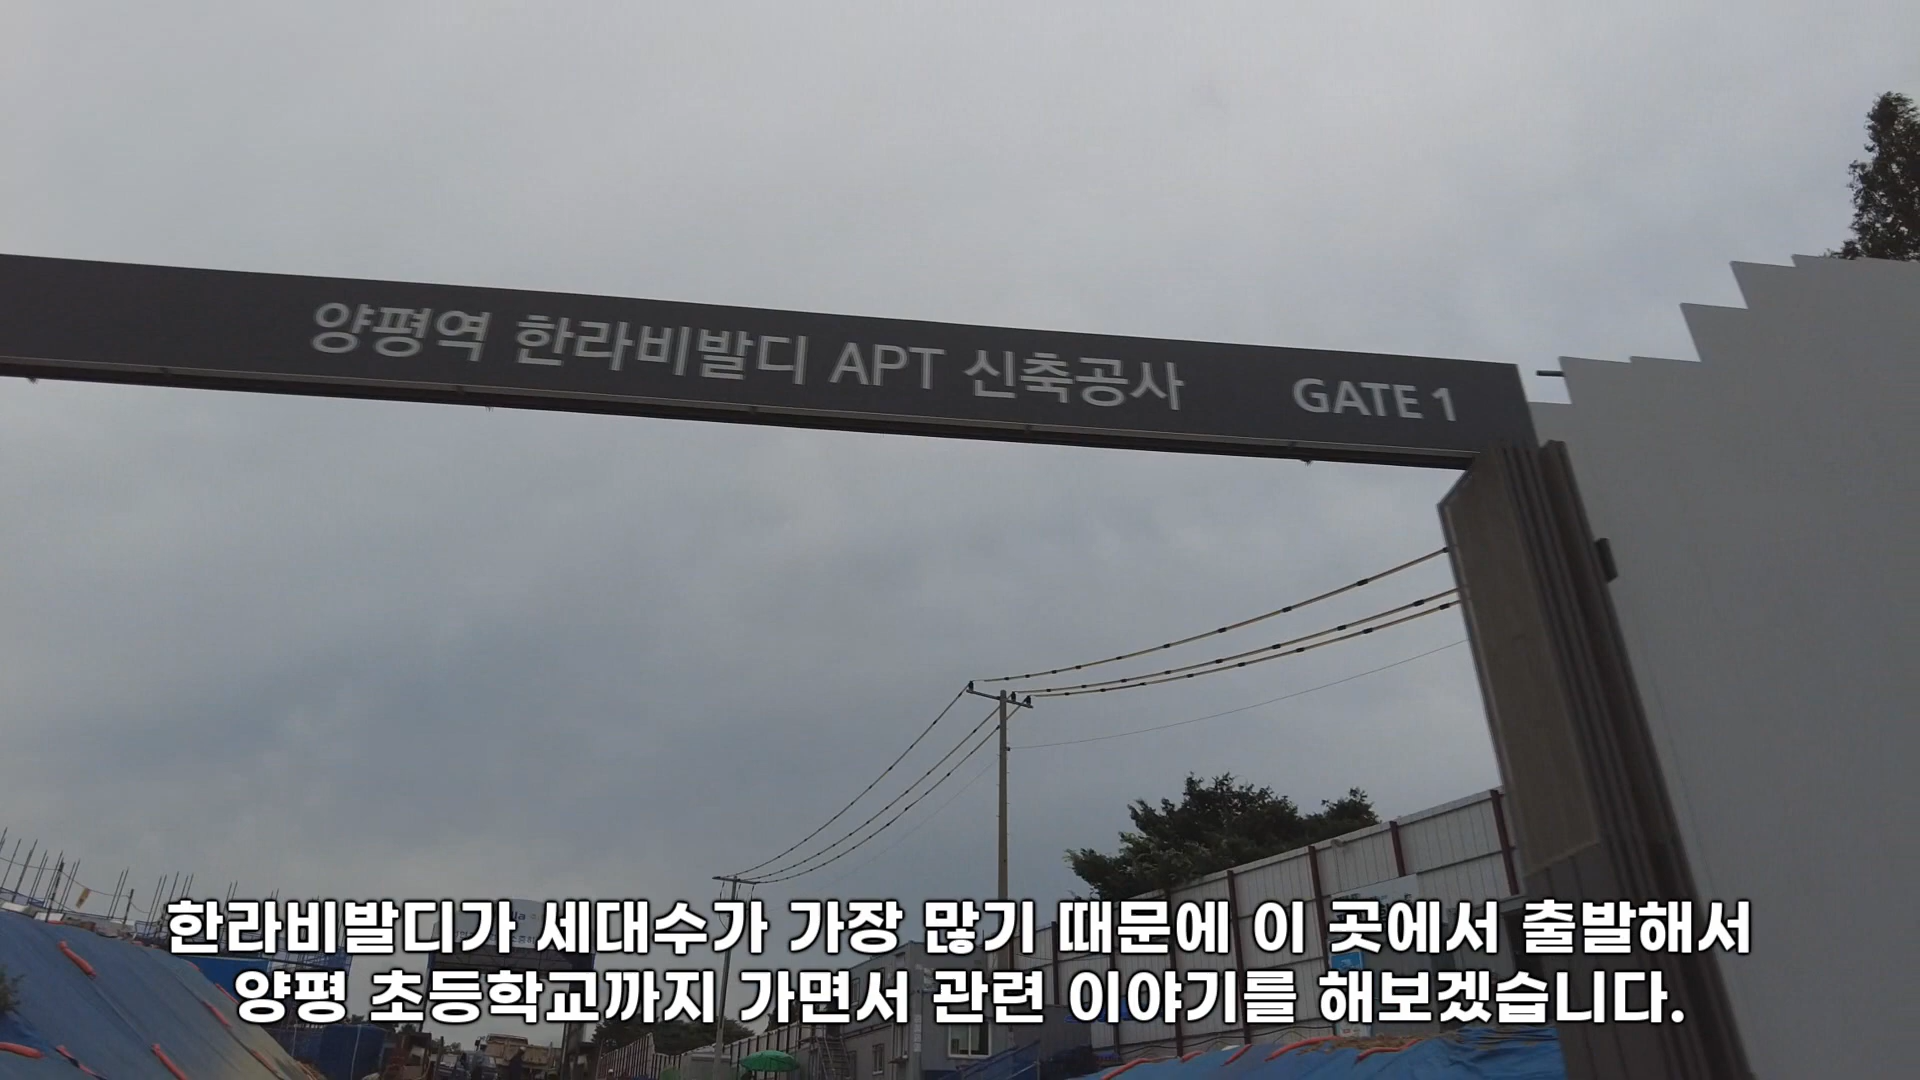 양평역 한라비발디 APT 신축공사 GATE 1
한라비발디가 세대수가 가장 많기 때문에 이 곳에서 출발해서
양평 초등학교까지 가면서 관련 이야기를 해보겠습니다.